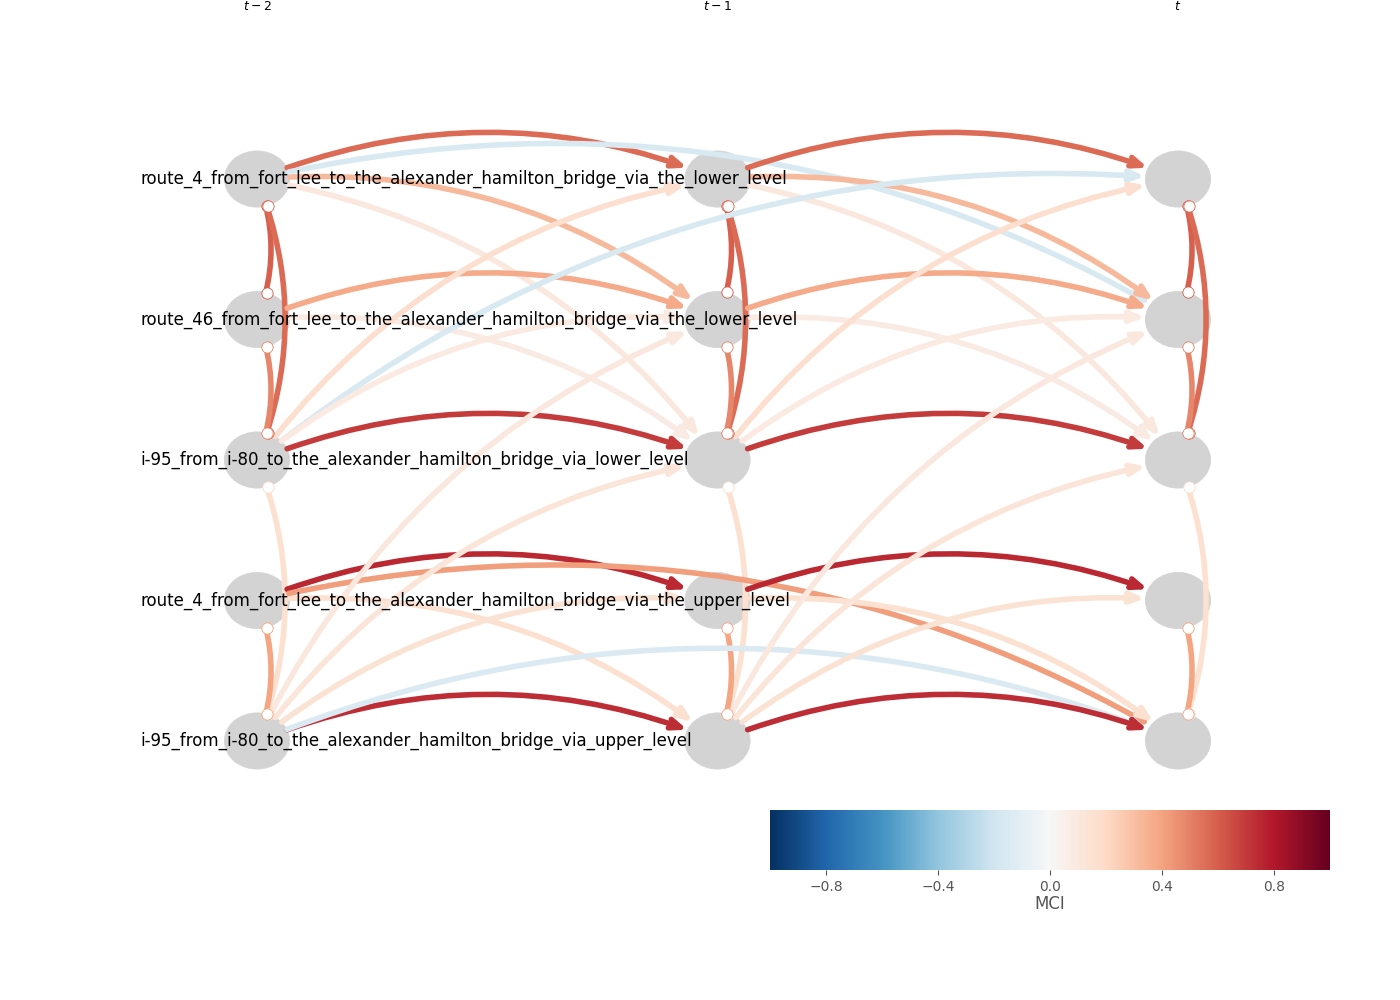 t − 2 t − 1 t
route_4_from_fort_lee_to_the_alexander_hamilton_bridge_via_the_lower_level
route_46_from_fort_lee_to_the_alexander_hamilton_bridge_via_the_lower_level
i-95_from_i-80_to_the_alexander_hamilton_bridge_via_lower_level
route_4_from_fort_lee_to_the_alexander_hamilton_bridge_via_the_upper_level
i-95_from_i-80_to_the_alexander_hamilton_bridge_via_upper_level
−0.8 −0.4 0.0 0.4 0.8
MCI